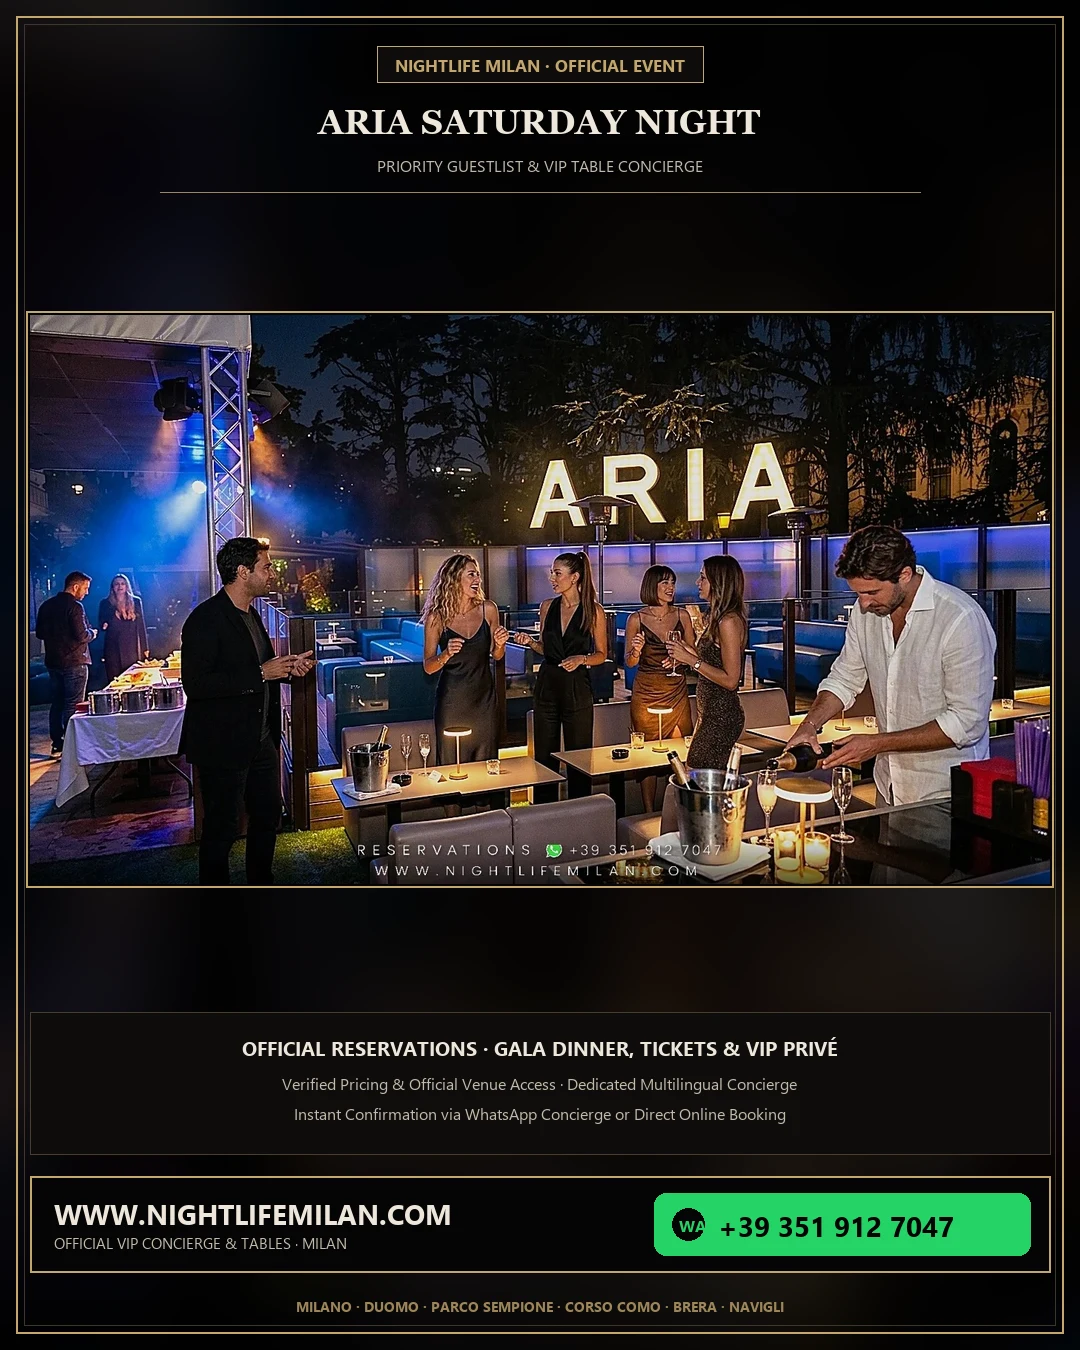 NIGHTLIFE MILAN · OFFICIAL EVENT
ARIA SATURDAY NIGHT
PRIORITY GUESTLIST & VIP TABLE CONCIERGE
ARIA
RESERVATIONS +39 351 912 7047
WWW.NIGHTLIFEMILAN.COM
OFFICIAL RESERVATIONS · GALA DINNER, TICKETS & VIP PRIVÉ
Verified Pricing & Official Venue Access · Dedicated Multilingual Concierge
Instant Confirmation via WhatsApp Concierge or Direct Online Booking
WWW.NIGHTLIFEMILAN.COM
OFFICIAL VIP CONCIERGE & TABLES · MILAN
WA +39 351 912 7047
MILANO · DUOMO · PARCO SEMPIONE · CORSO COMO · BRERA · NAVIGLI